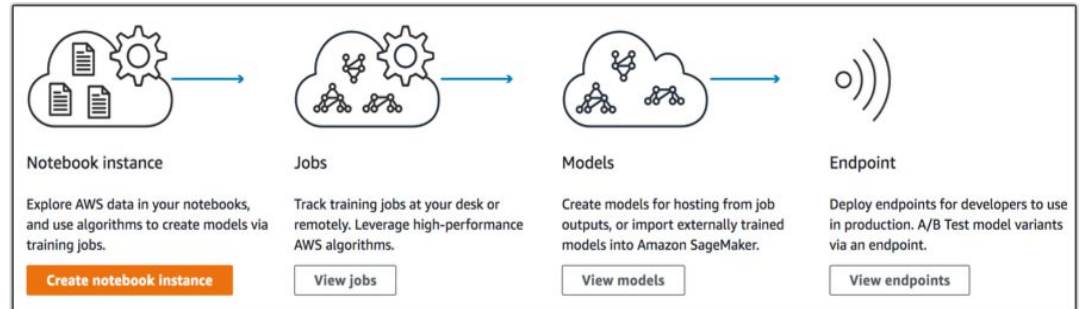 Notebook instance
Explore AWS data in your notebooks,
and use algorithms to create models via
training jobs.
Create notebook instance
Jobs
Track training jobs at your desk or
remotely. Leverage high-performance
AWS algorithms.
View jobs
Models
Create models for hosting from job
outputs, or import externally trained
models into Amazon SageMaker.
View models
Endpoint
Deploy endpoints for developers to use
in production. A/B Test model variants
via an endpoint.
View endpoints